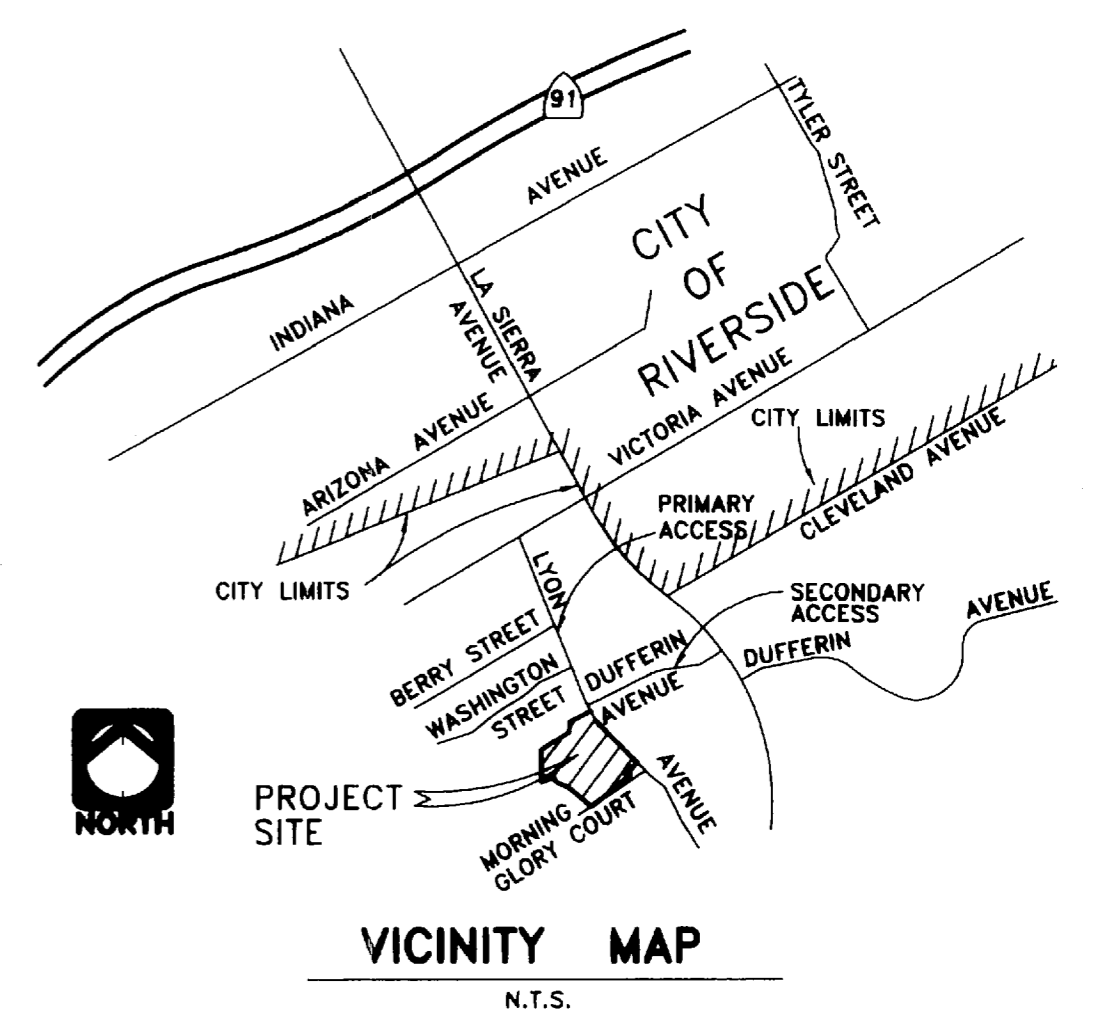 91
TYLER STREET
INDIANA AVENUE
CITY
OF
RIVERSIDE
LA SIERRA
AVENUE
ARIZONA AVENUE
VICTORIA AVENUE
CITY LIMITS
CLEVELAND AVENUE
PRIMARY
ACCESS
CITY LIMITS
LYON
SECONDARY
ACCESS
AVENUE
BERRY STREET
DUFFERIN
DUFFERIN
WASHINGTON
STREET
AVENUE
AVENUE
PROJECT
SITE
NORTH
MORNING
GLORY COURT
VICINITY MAP
N.T.S.